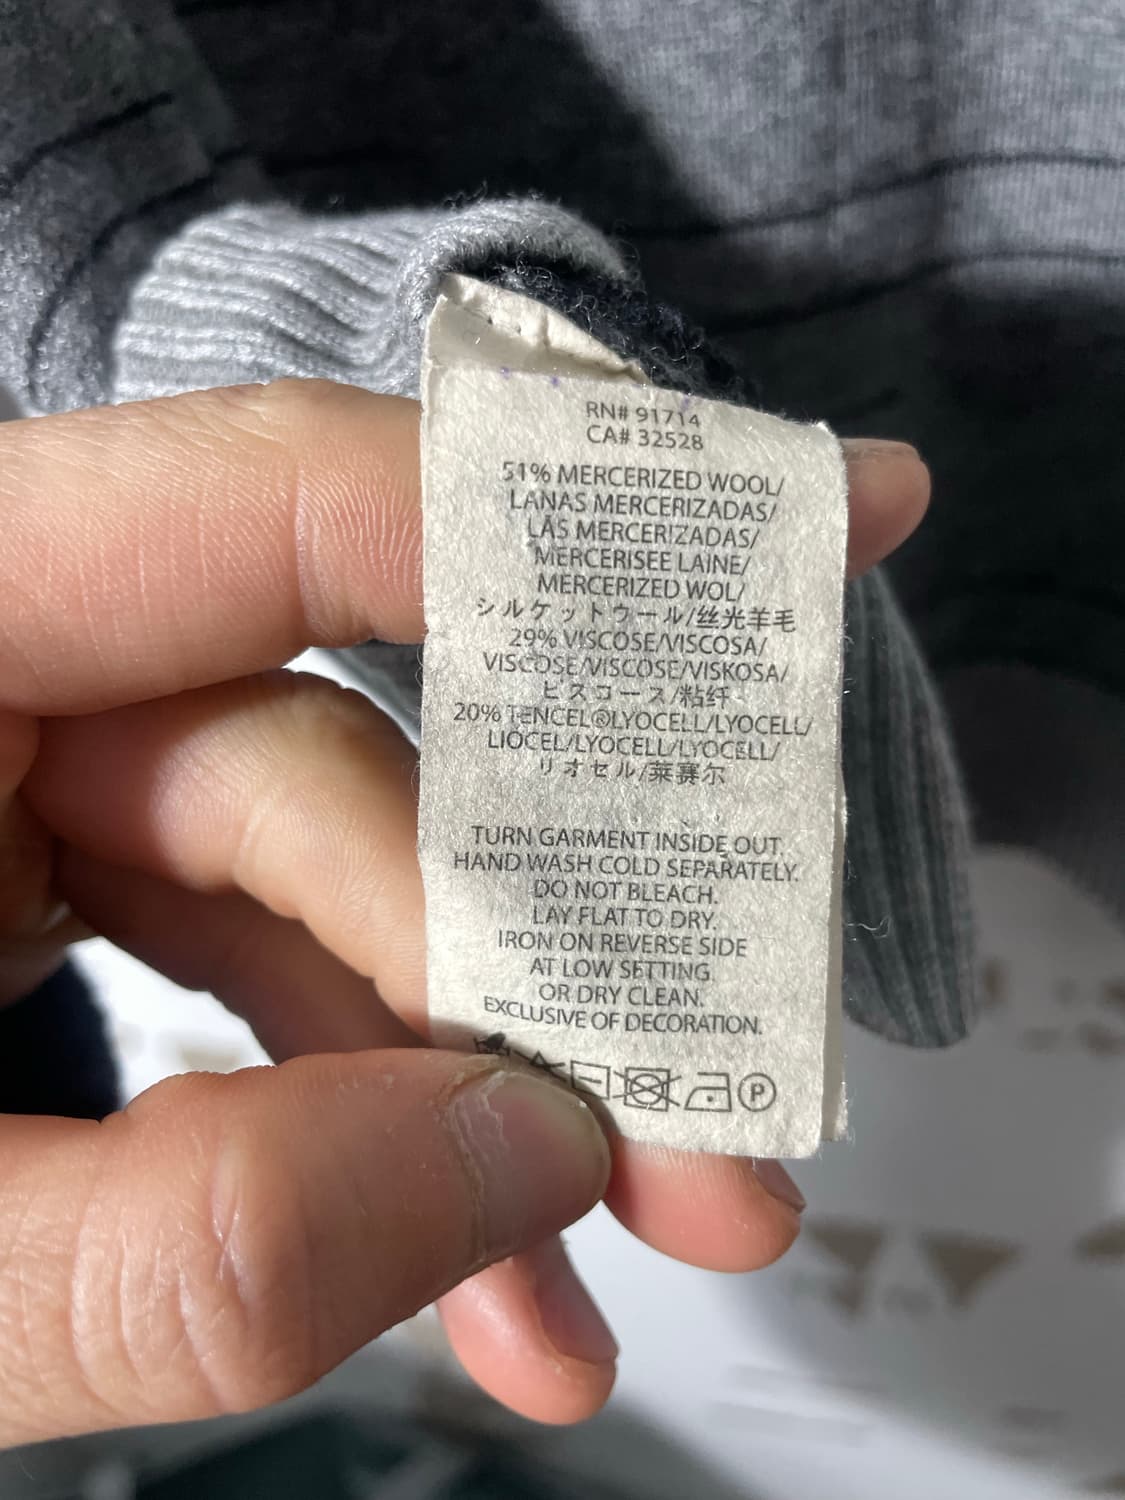 RN# 91714
CA# 32528
51% MERCERIZED WOOL/
LANAS MERCERIZADAS/
LÃS MERCERIZADAS/
MERCERISEE LAINE/
MERCERIZED WOL/
シルケットウール/丝光羊毛
29% VISCOSE/VISCOSA/
VISCOSE/VISCOSE/VISKOSA/
ビスコース/粘纤
20% TENCEL®LYOCELL/LYOCELL/
LIOCEL/LYOCELL/LYOCELL/
リオセル/莱赛尔
TURN GARMENT INSIDE OUT.
HAND WASH COLD SEPARATELY.
DO NOT BLEACH.
LAY FLAT TO DRY.
IRON ON REVERSE SIDE
AT LOW SETTING.
OR DRY CLEAN.
EXCLUSIVE OF DECORATION.
P